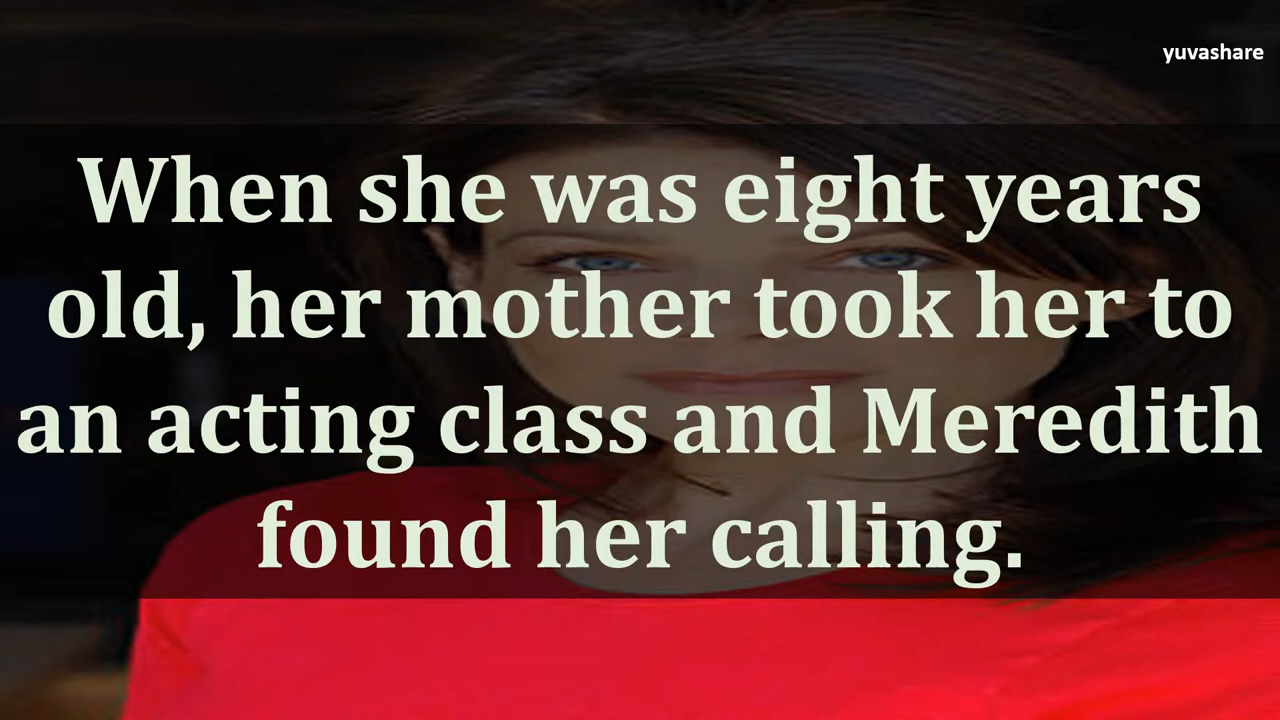 yuvashare
When she was eight years
old, her mother took her to
an acting class and Meredith
found her calling.